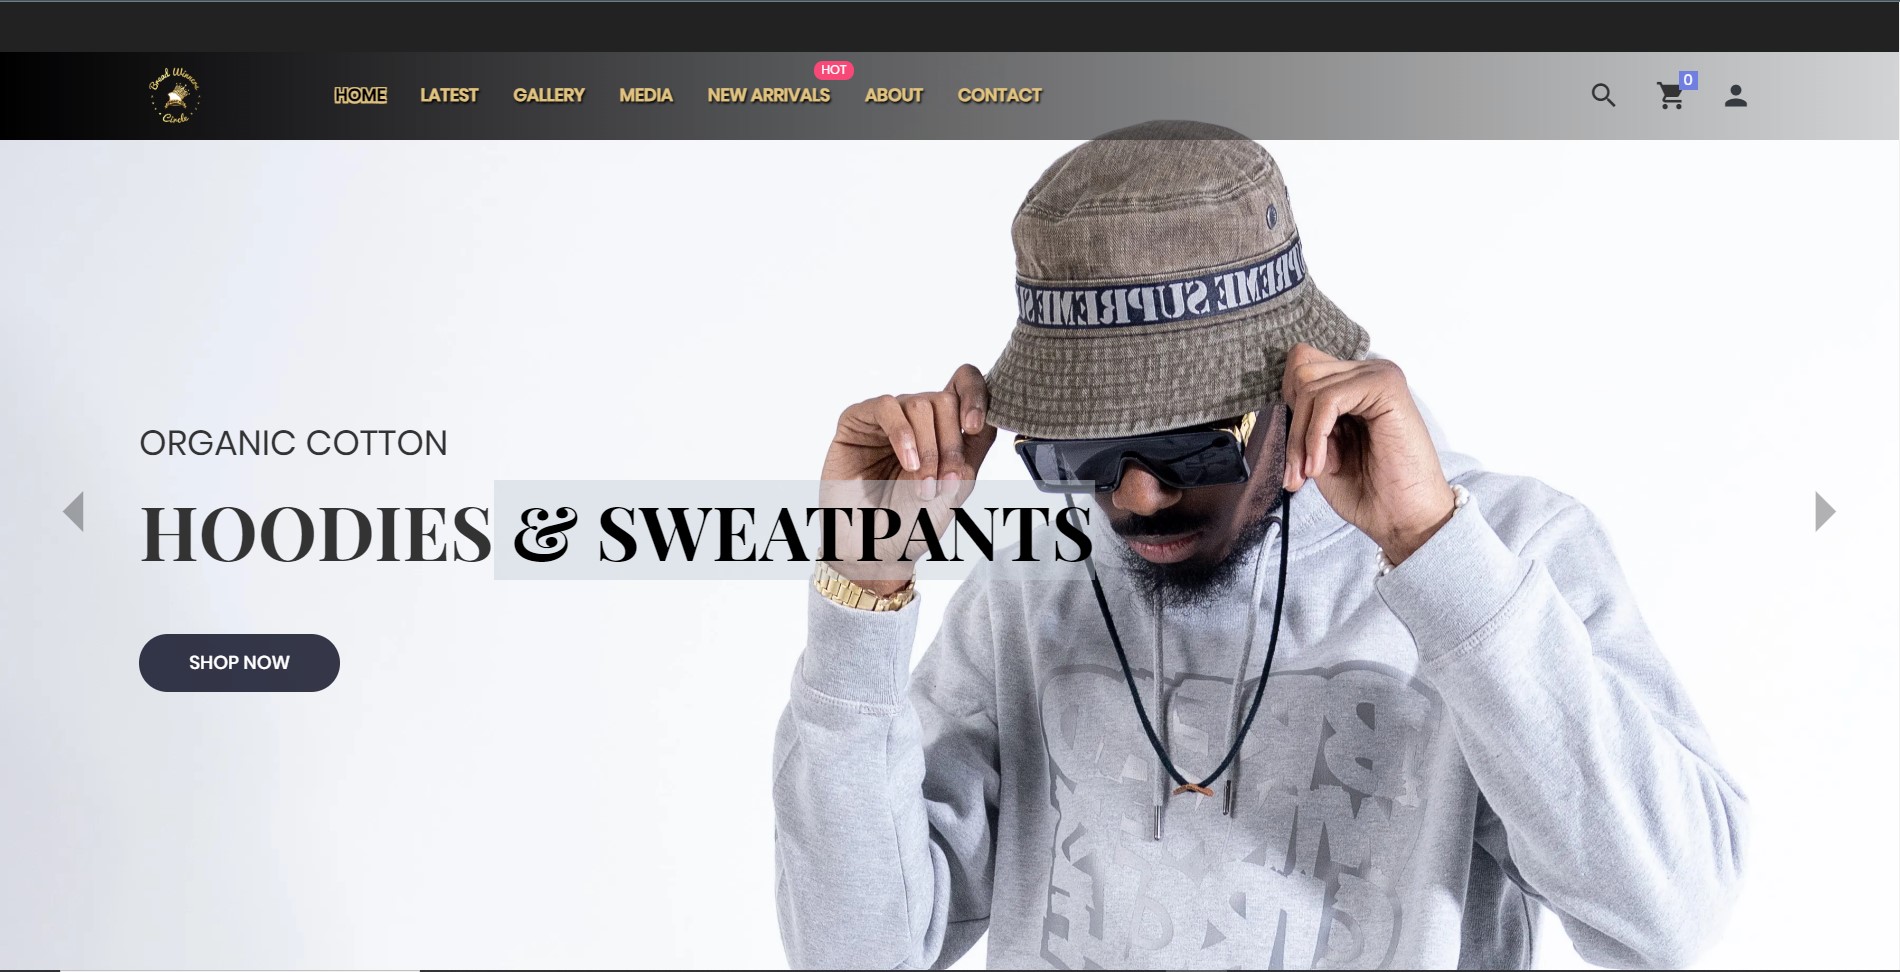 Bread Winners
Circle
HOME
LATEST
GALLERY
MEDIA
HOT
NEW ARRIVALS
ABOUT
CONTACT
0
SUPREME SUPREME
ORGANIC COTTON
HOODIES & SWEATPANTS
SHOP NOW
BREAD